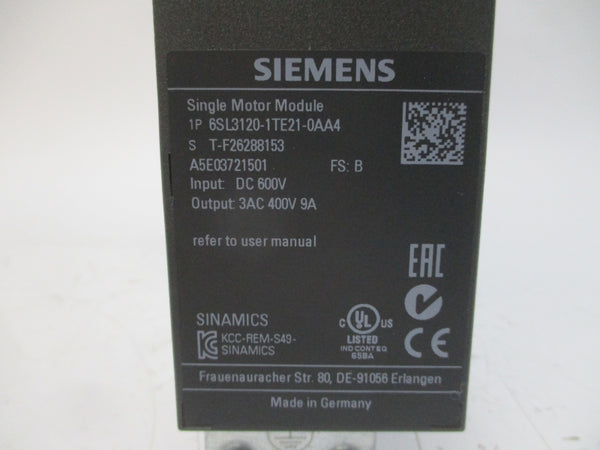 SIEMENS
Single Motor Module
1P 6SL3120-1TE21-0AA4
S T-F26288153
A5E03721501 FS: B
Input: DC 600V
Output: 3AC 400V 9A
refer to user manual
EAC
SINAMICS
KCC-REM-S49-
SINAMICS
C UL US
LISTED
IND CONT EQ
65BA
CE
Frauenauracher Str. 80, DE-91056 Erlangen
Made in Germany